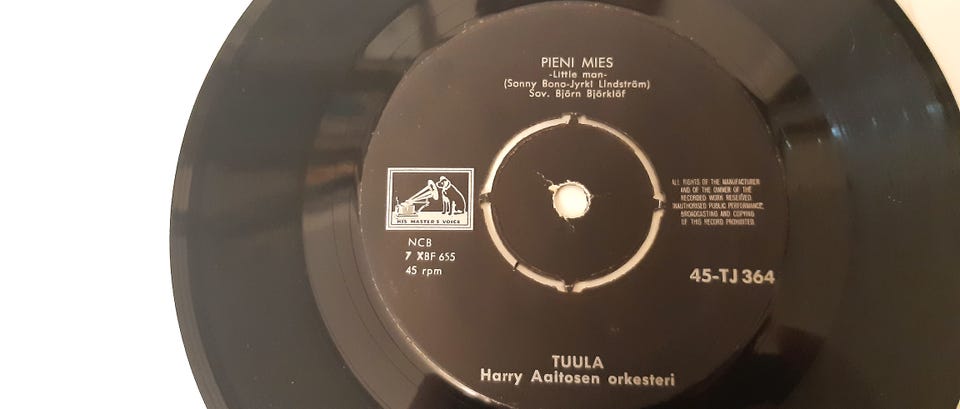 PIENI MIES
-Little man-
(Sonny Bono-Jyrki Lindström)
Sov. Björn Björklöf
HIS MASTER'S VOICE
NCB
7 XBF 655
45 rpm
ALL RIGHTS OF THE MANUFACTURER
AND OF THE OWNER OF THE
RECORDED WORK RESERVED.
UNAUTHORISED PUBLIC PERFORMANCE,
BROADCASTING AND COPYING
OF THIS RECORD PROHIBITED.
45-TJ 364
TUULA
Harry Aaltosen orkesteri